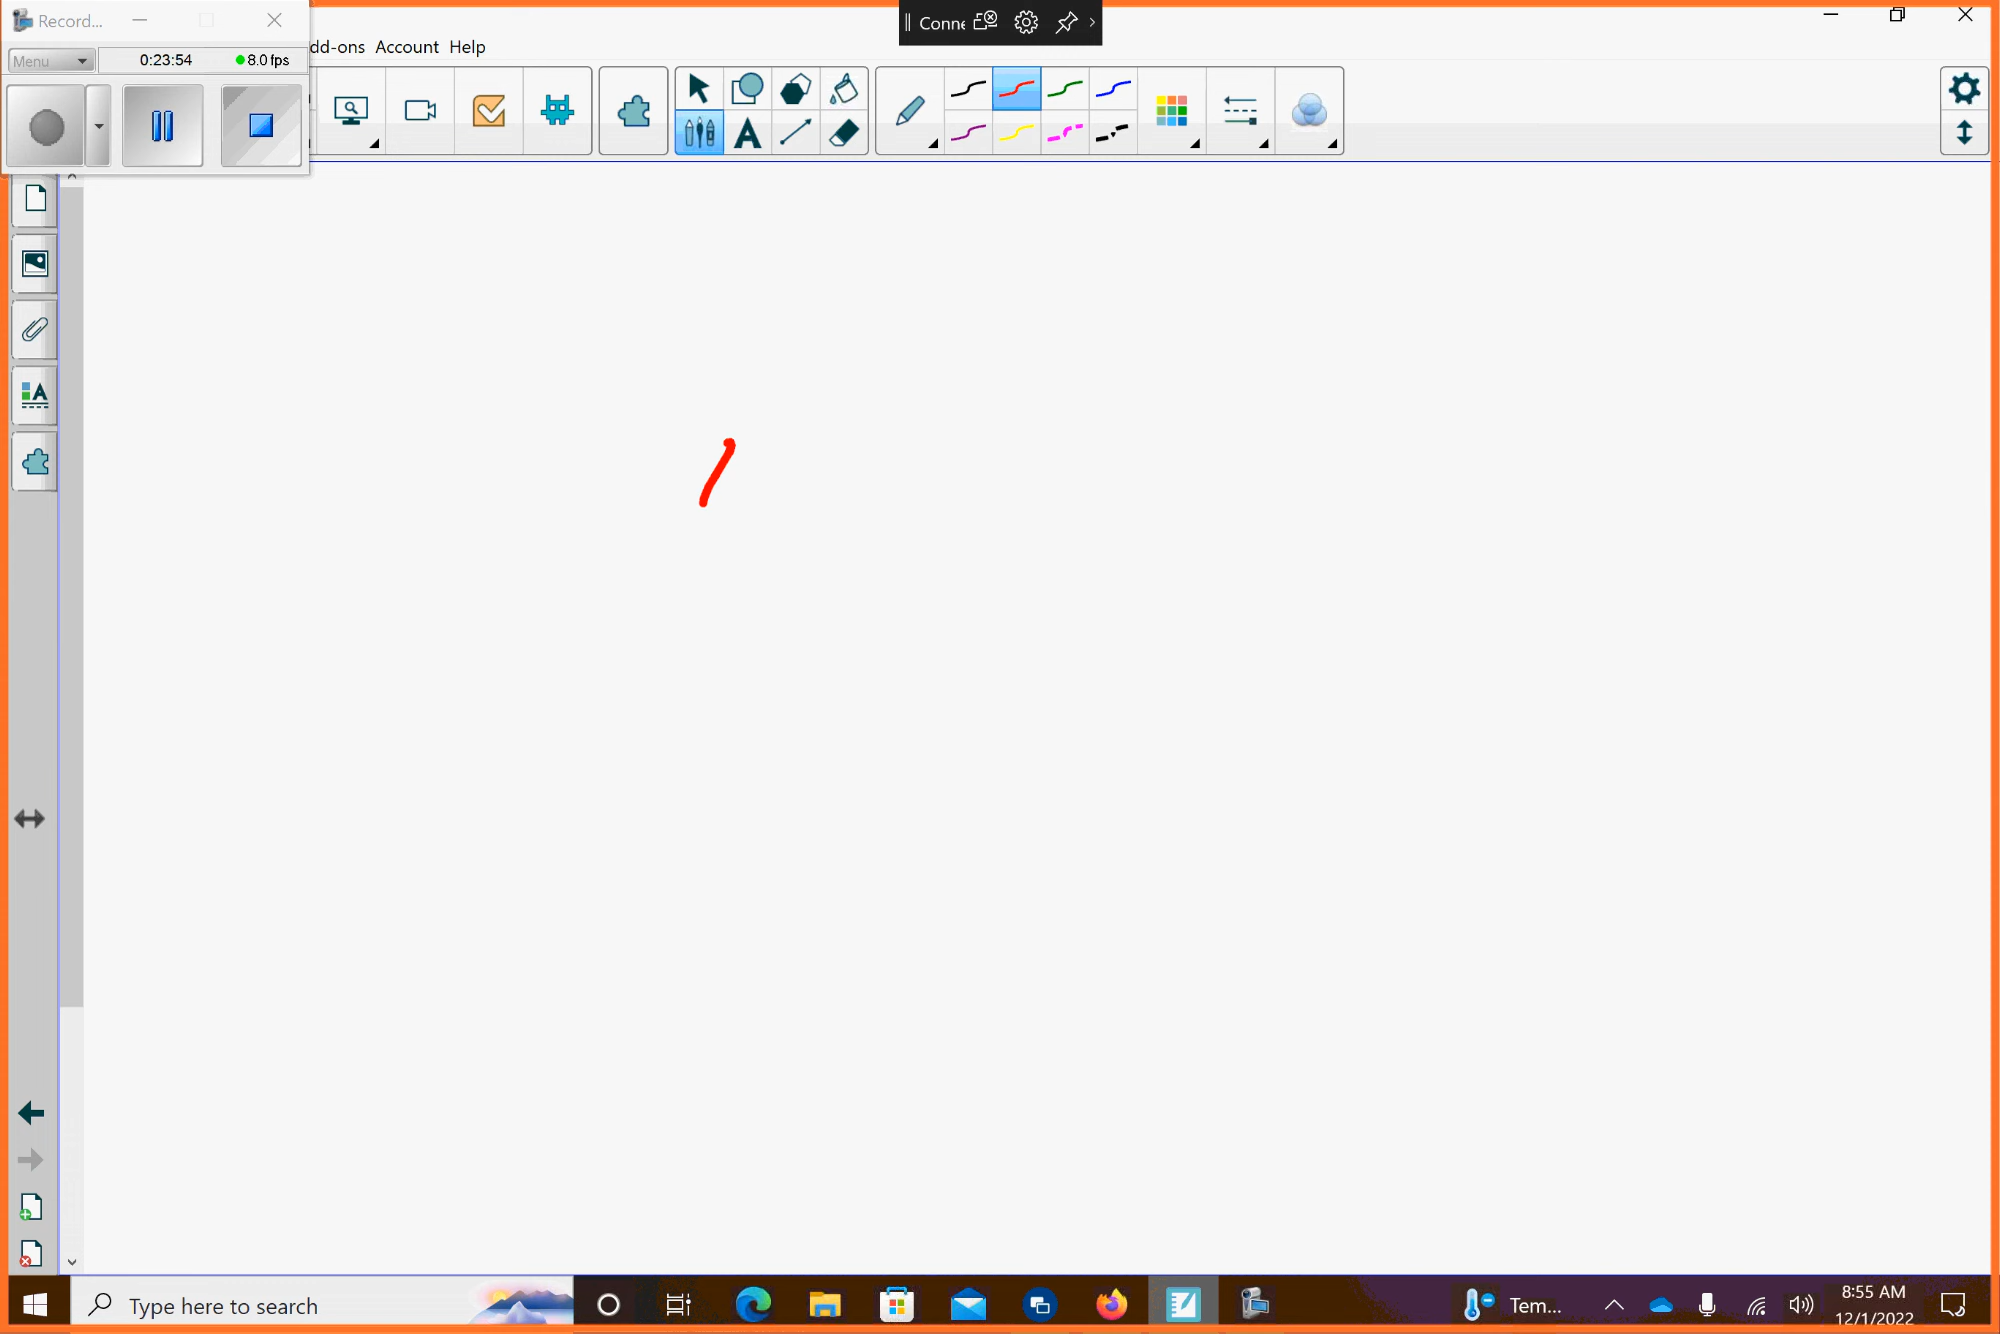 Record...
Conne
dd-ons Account Help
Menu 0:23:54 8.0 fps
A
A
Type here to search
Tem...
8:55 AM
12/1/2022